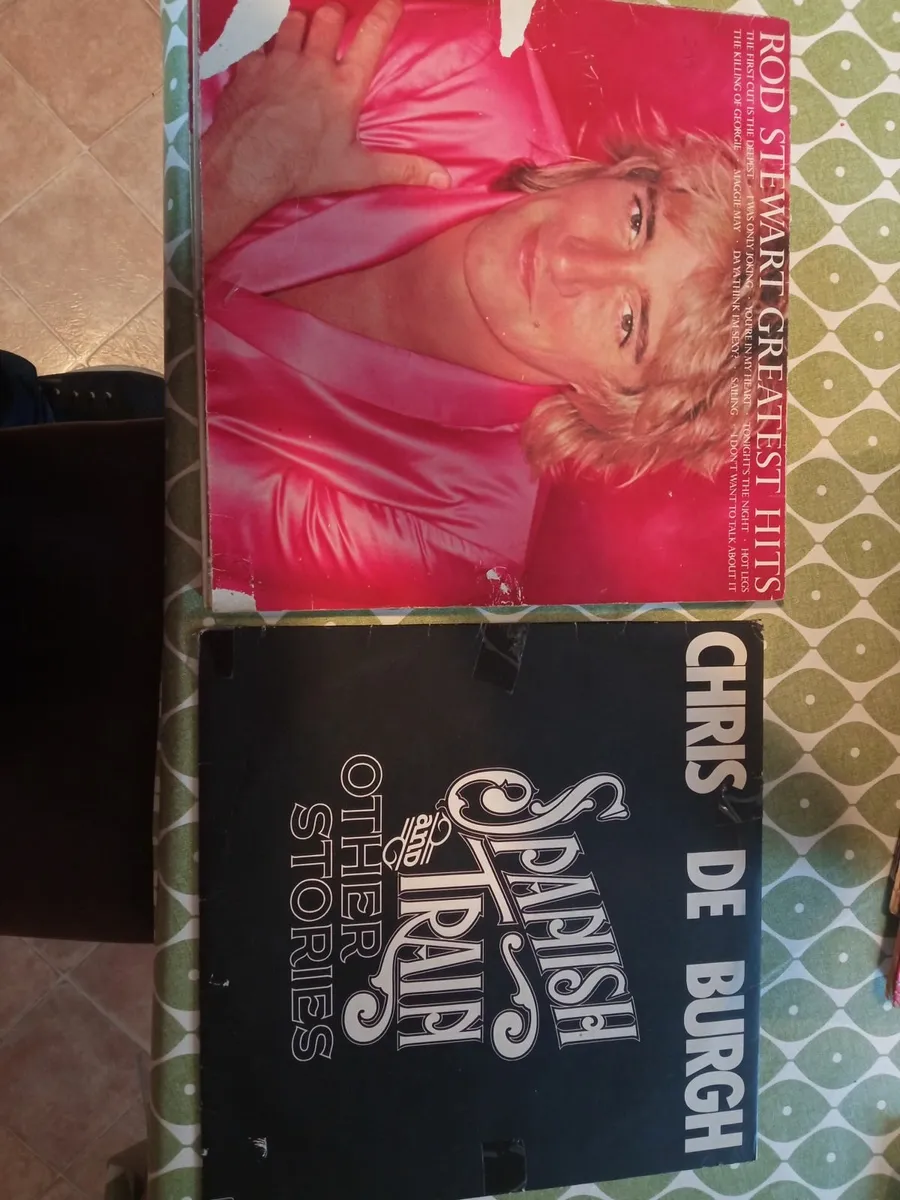 ROD STEWART GREATEST HITS
THE FIRST CUT IS THE DEEPEST · I WAS ONLY JOKING · YOU'RE IN MY HEART · TONIGHT'S THE NIGHT · HOT LEGS
THE KILLING OF GEORGIE · MAGGIE MAY · DA YA THINK I'M SEXY? · SAILING · I DON'T WANT TO TALK ABOUT IT
CHRIS DE BURGH
SPANISH
TRAIN
and
OTHER
STORIES